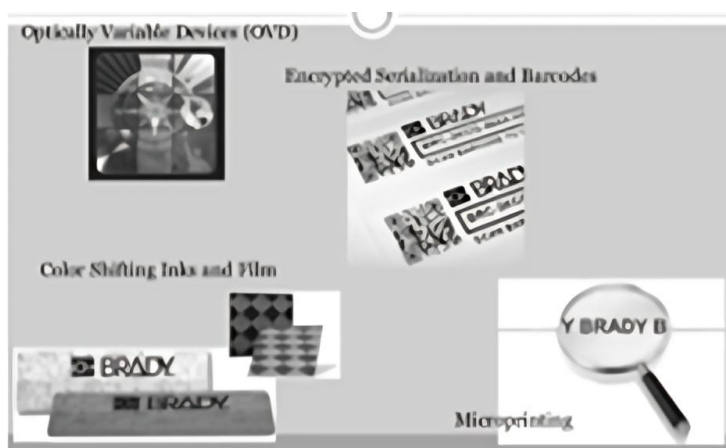 Optically Variable Devices (OVD)
Encrypted Serialization and Barcodes
BRADY
BRADY
Color Shifting Inks and Film
BRADY
BRADY
Y BRADY B
Microprinting